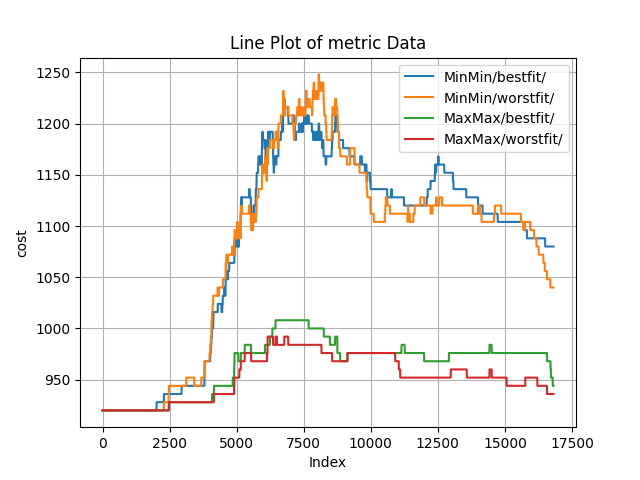 Line Plot of metric Data
1250
1200
1150
1100
1050
1000
950
cost
MinMin/bestfit/
MinMin/worstfit/
MaxMax/bestfit/
MaxMax/worstfit/
0 2500 5000 7500 10000 12500 15000 17500
Index